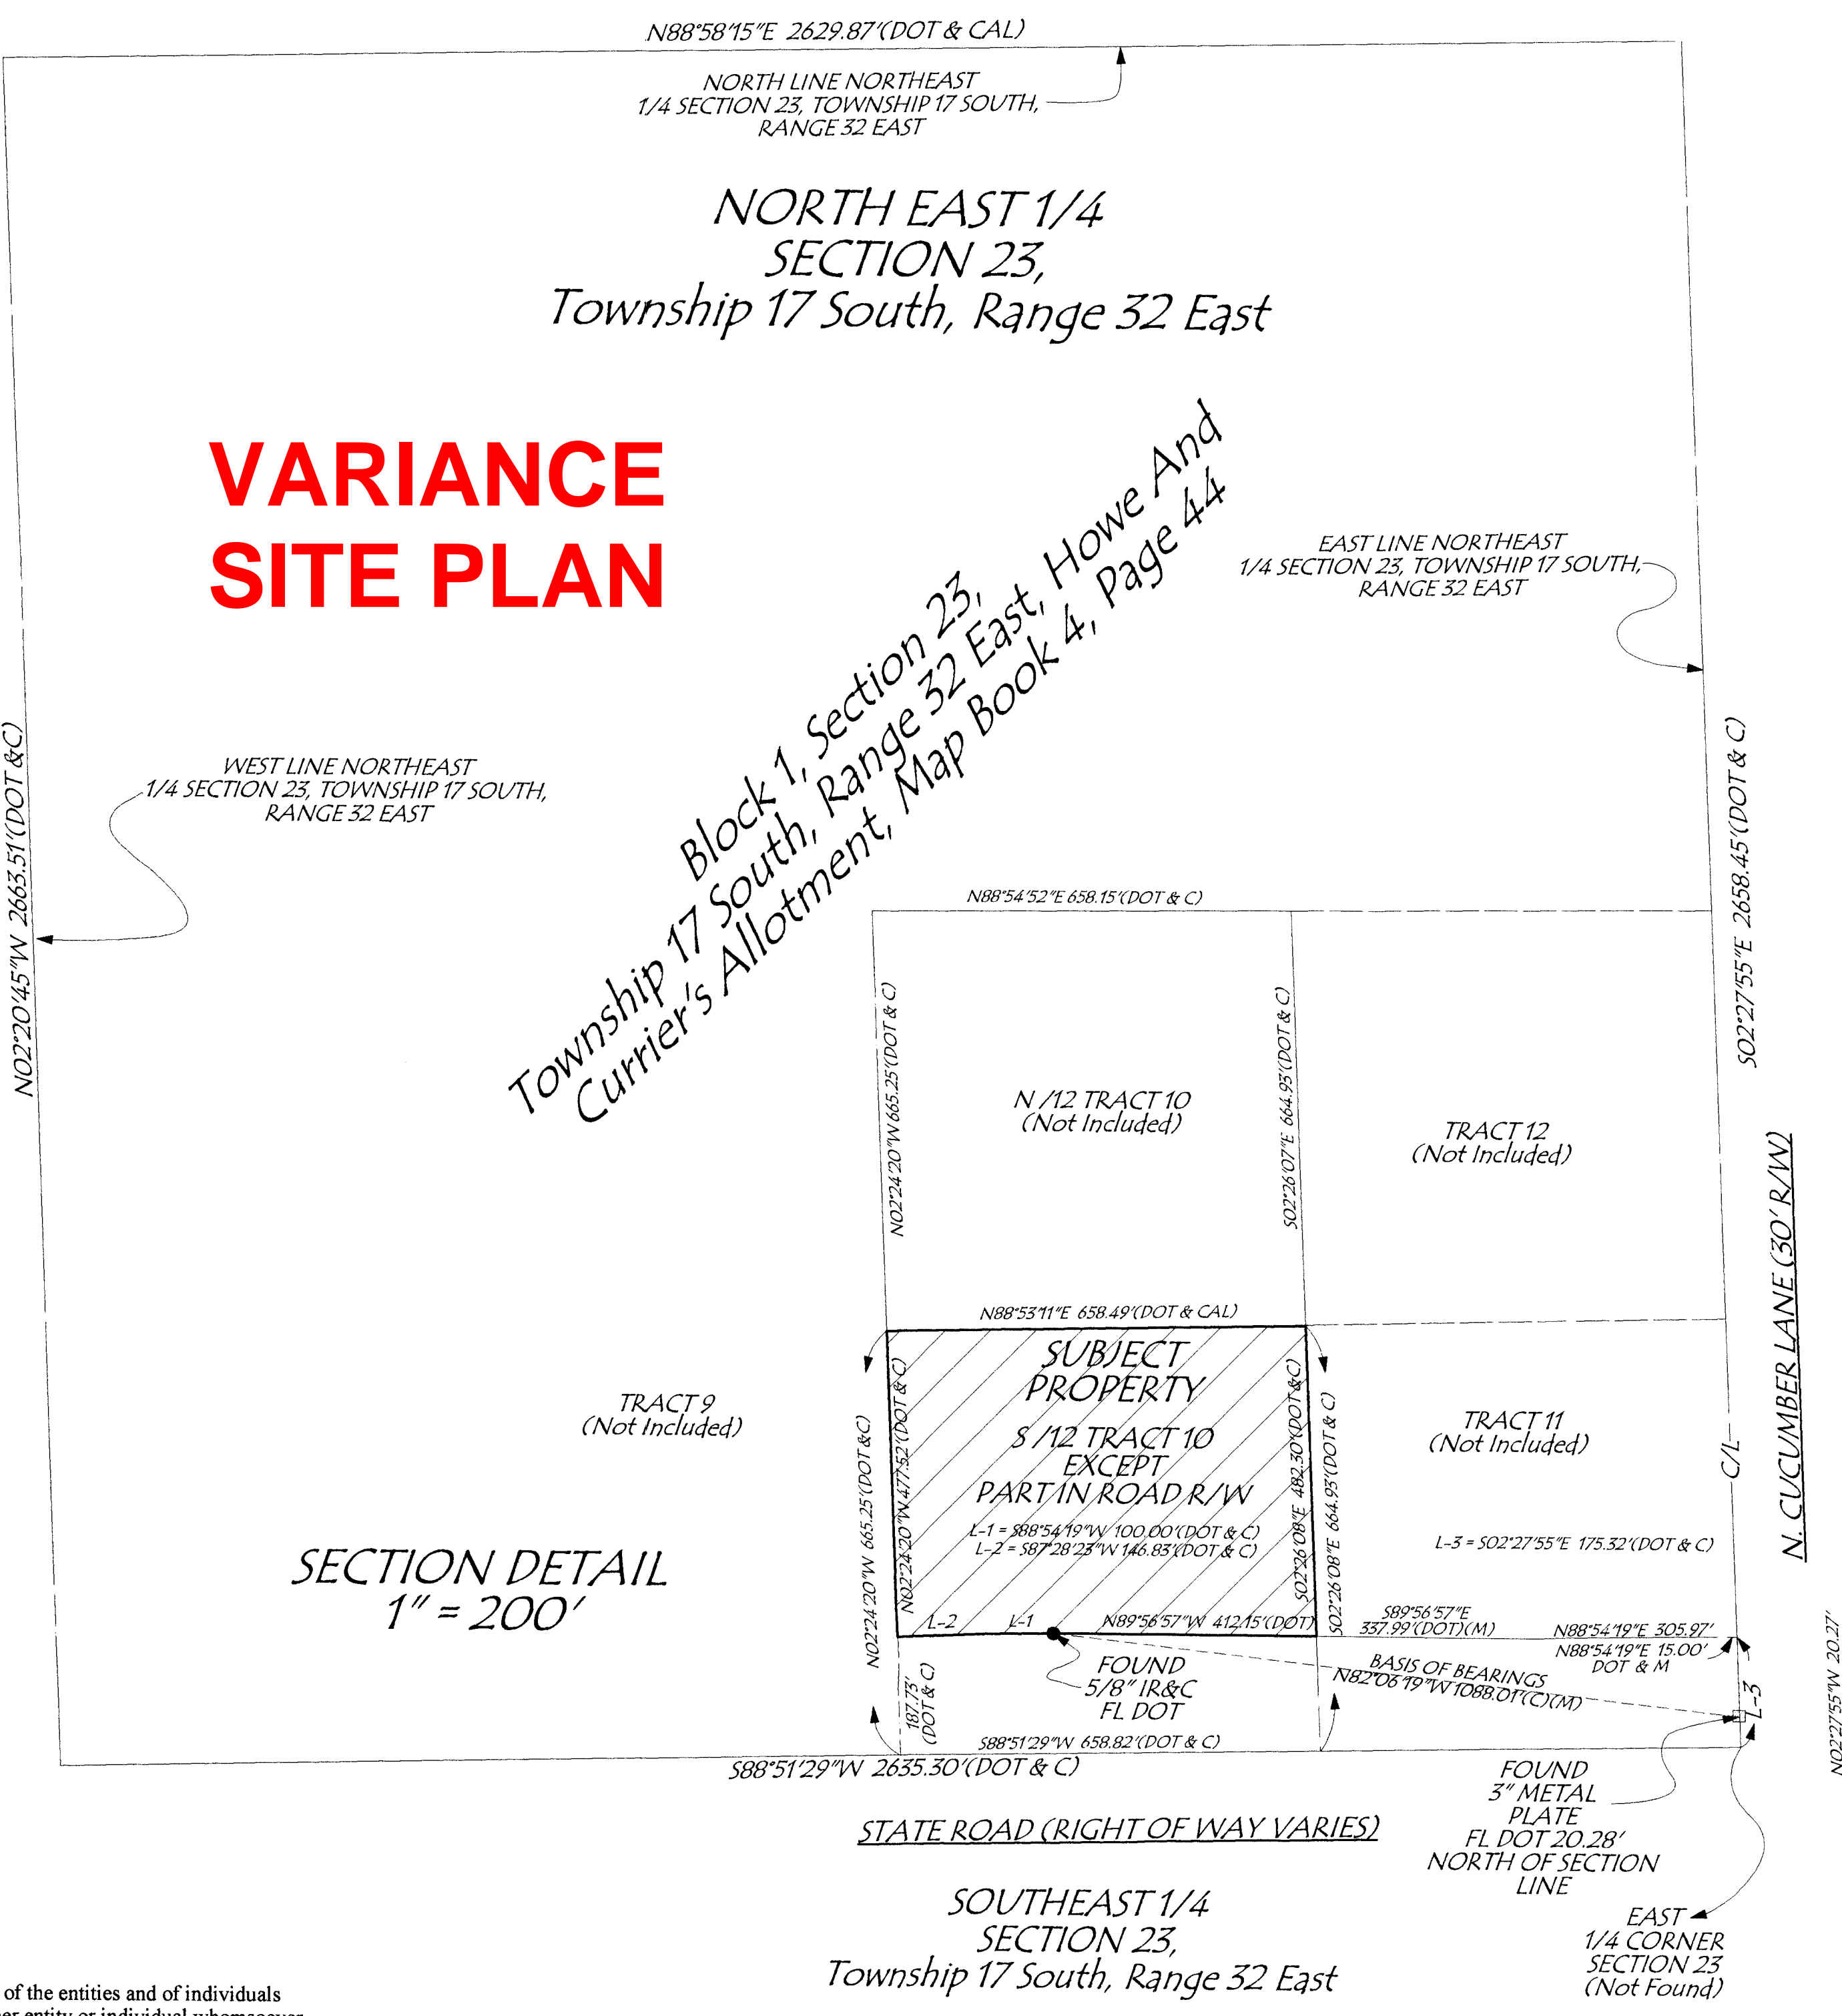 N88°58'15"E 2629.87'(DOT & CAL)
NORTH LINE NORTHEAST
1/4 SECTION 23, TOWNSHIP 17 SOUTH,
RANGE 32 EAST
NORTH EAST 1/4
SECTION 23,
Township 17 South, Range 32 East
VARIANCE
SITE PLAN
Block 1, Section 23,
Township 17 South, Range 32 East, Howe And
Currier's Allotment, Map Book 4, Page 44
EAST LINE NORTHEAST
1/4 SECTION 23, TOWNSHIP 17 SOUTH,
RANGE 32 EAST
WEST LINE NORTHEAST
1/4 SECTION 23, TOWNSHIP 17 SOUTH,
RANGE 32 EAST
N02°20'45"W 2663.51'(DOT &C)
S02°27'55"E 2658.45'(DOT & C)
N88°54'52"E 658.15'(DOT & C)
N02°24'20"W 665.25'(DOT & C)
S02°26'07"E 664.93'(DOT & C)
N /12 TRACT 10
(Not Included)
TRACT 12
(Not Included)
N. CUCUMBER LANE (30' R/W)
N88°53'11"E 658.49'(DOT & CAL)
SUBJECT
PROPERTY
S /12 TRACT 10
EXCEPT
PART IN ROAD R/W
L-1 = S88°54'19"W 100.00'(DOT & C)
L-2 = S87°28'23"W 146.83'(DOT & C)
N02°24'20"W 665.25'(DOT &C)
N02°24'20"W 477.52'(DOT & C)
S02°26'08"E 482.30'(DOT &C)
S02°26'08"E 664.93'(DOT & C)
TRACT 9
(Not Included)
TRACT 11
(Not Included)
C/L
L-3 = S02°27'55"E 175.32'(DOT & C)
SECTION DETAIL
1" = 200'
L-2
L-1
N89°56'57"W 412.15'(DOT)
S89°56'57"E
337.99'(DOT)(M)
N88°54'19"E 305.97'
N88°54'19"E 15.00'
DOT & M
BASIS OF BEARINGS
N82°06'19"W 1088.01'(C)(M)
FOUND
5/8" IR&C
FL DOT
187.73'
(DOT & C)
L-3
N02°27'55"W 20.27'
S88°51'29"W 658.82'(DOT & C)
S88°51'29"W 2635.30'(DOT & C)
FOUND
3" METAL
PLATE
FL DOT 20.28'
NORTH OF SECTION
LINE
STATE ROAD (RIGHT OF WAY VARIES)
SOUTHEAST 1/4
SECTION 23,
Township 17 South, Range 32 East
EAST
1/4 CORNER
SECTION 23
(Not Found)
of the entities and of individuals
entity or individual whomsoever